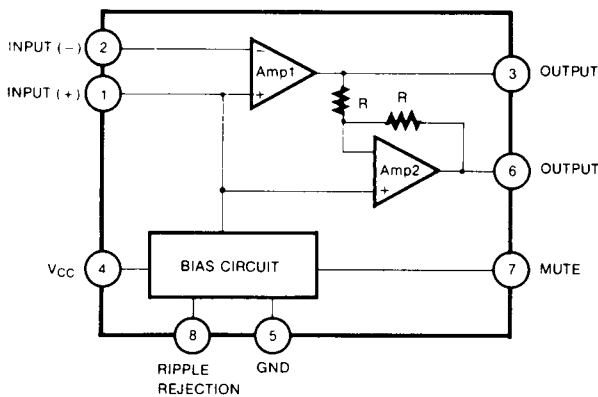 INPUT (−)
2
INPUT (+)
1
−
Amp1
+
3
OUTPUT
R
R
Amp2
+
6
OUTPUT
VCC
4
BIAS CIRCUIT
7
MUTE
8
5
RIPPLE
REJECTION
GND